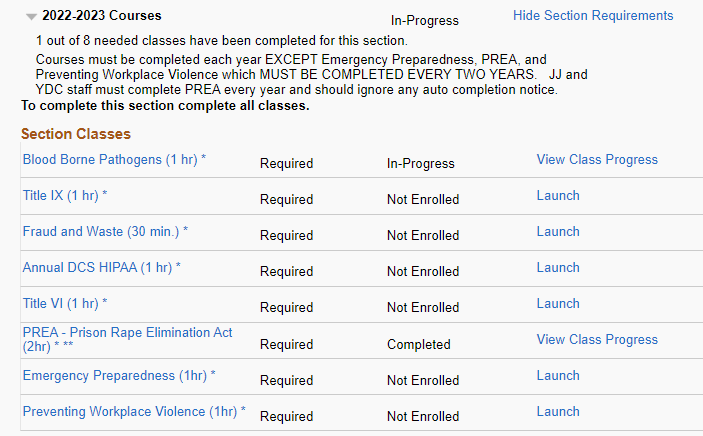 2022-2023 Courses In-Progress Hide Section Requirements
1 out of 8 needed classes have been completed for this section.
Courses must be completed each year EXCEPT Emergency Preparedness, PREA, and
Preventing Workplace Violence which MUST BE COMPLETED EVERY TWO YEARS. JJ and
YDC staff must complete PREA every year and should ignore any auto completion notice.
To complete this section complete all classes.
Section Classes
Blood Borne Pathogens (1 hr) * Required In-Progress View Class Progress
Title IX (1 hr) * Required Not Enrolled Launch
Fraud and Waste (30 min.) * Required Not Enrolled Launch
Annual DCS HIPAA (1 hr) * Required Not Enrolled Launch
Title VI (1 hr) * Required Not Enrolled Launch
PREA - Prison Rape Elimination Act
(2hr) * ** Required Completed View Class Progress
Emergency Preparedness (1hr) * Required Not Enrolled Launch
Preventing Workplace Violence (1hr) * Required Not Enrolled Launch